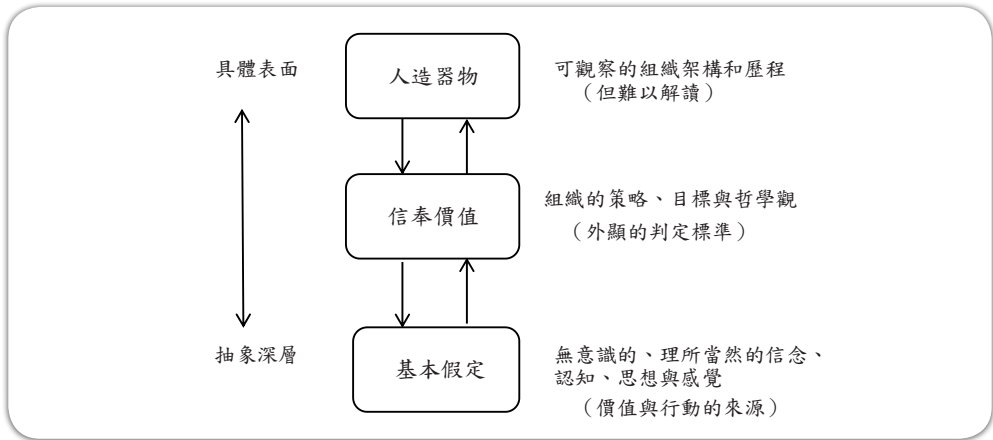 具體表面
人造器物
可觀察的組織架構和歷程
（但難以解讀）
信奉價值
組織的策略、目標與哲學觀
（外顯的判定標準）
抽象深層
基本假定
無意識的、理所當然的信念、
認知、思想與感覺
（價值與行動的來源）